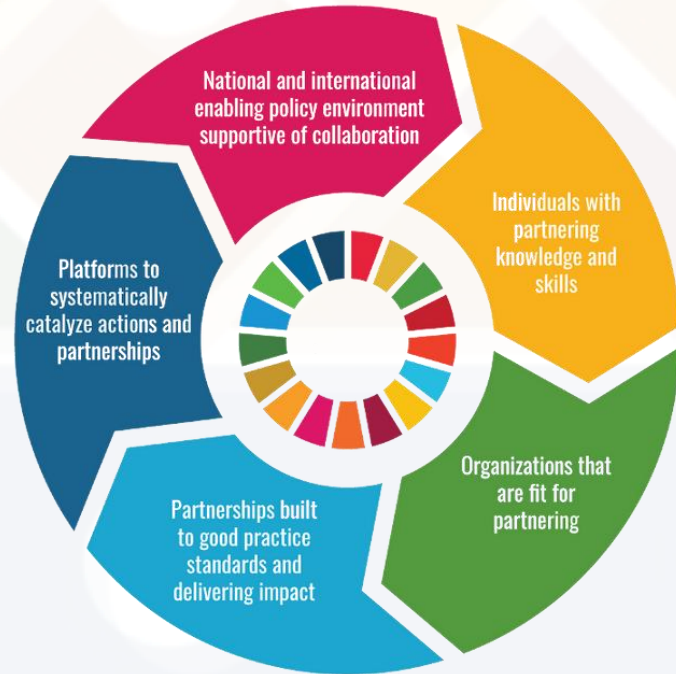 National and international
enabling policy environment
supportive of collaboration
Individuals with
partnering
knowledge and
skills
Organizations that
are fit for
partnering
Partnerships built
to good practice
standards and
delivering impact
Platforms to
systematically
catalyze actions and
partnerships